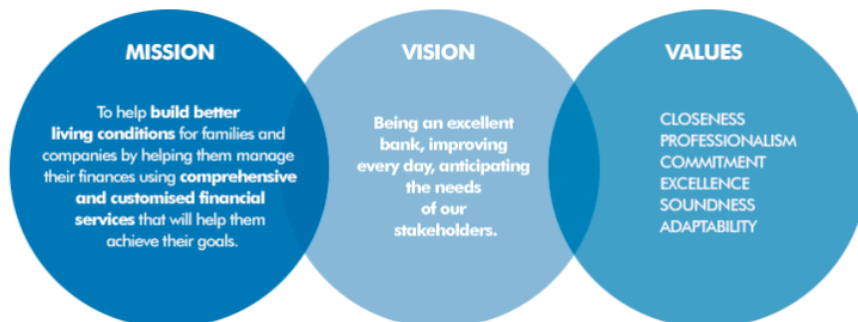 MISSION
To help build better
living conditions for families and
companies by helping them manage
their finances using comprehensive
and customised financial
services that will help them
achieve their goals.
VISION
Being an excellent
bank, improving
every day, anticipating
the needs
of our
stakeholders.
VALUES
CLOSENESS
PROFESSIONALISM
COMMITMENT
EXCELLENCE
SOUNDNESS
ADAPTABILITY